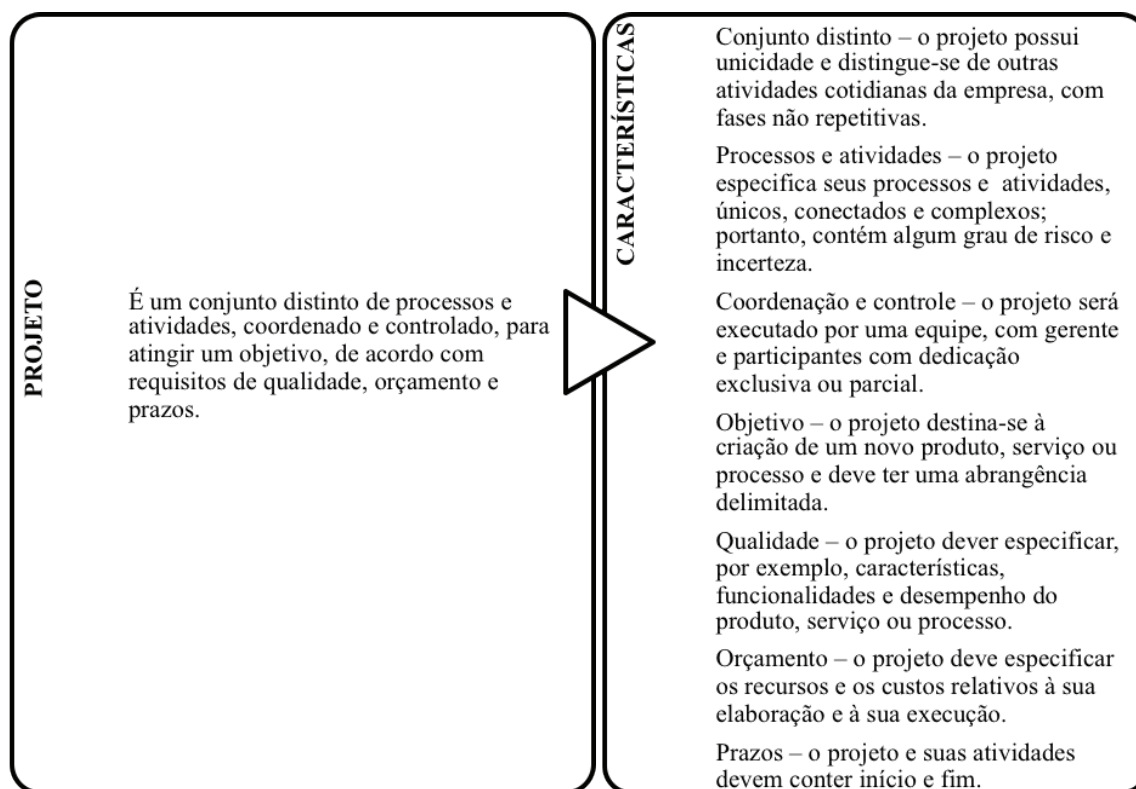 PROJETO
É um conjunto distinto de processos e
atividades, coordenado e controlado, para
atingir um objetivo, de acordo com
requisitos de qualidade, orçamento e
prazos.
CARACTERÍSTICAS
Conjunto distinto – o projeto possui
unicidade e distingue-se de outras
atividades cotidianas da empresa, com
fases não repetitivas.
Processos e atividades – o projeto
especifica seus processos e atividades,
únicos, conectados e complexos;
portanto, contém algum grau de risco e
incerteza.
Coordenação e controle – o projeto será
executado por uma equipe, com gerente
e participantes com dedicação
exclusiva ou parcial.
Objetivo – o projeto destina-se à
criação de um novo produto, serviço ou
processo e deve ter uma abrangência
delimitada.
Qualidade – o projeto dever especificar,
por exemplo, características,
funcionalidades e desempenho do
produto, serviço ou processo.
Orçamento – o projeto deve especificar
os recursos e os custos relativos à sua
elaboração e à sua execução.
Prazos – o projeto e suas atividades
devem conter início e fim.